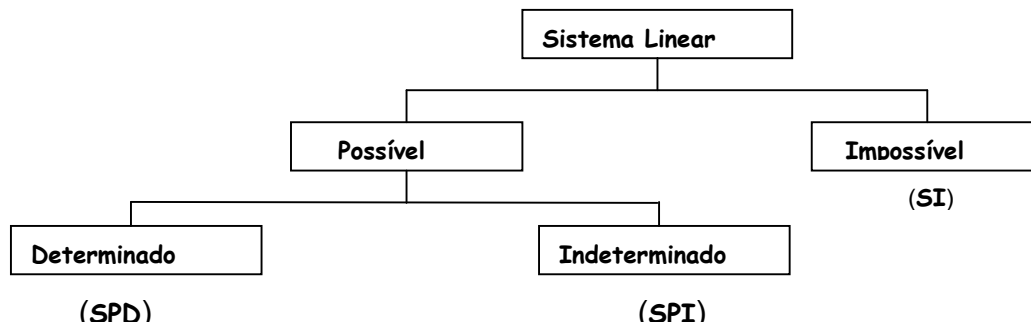 Sistema Linear
Possível
Impossível
(SI)
Determinado
Indeterminado
(SPD)
(SPI)